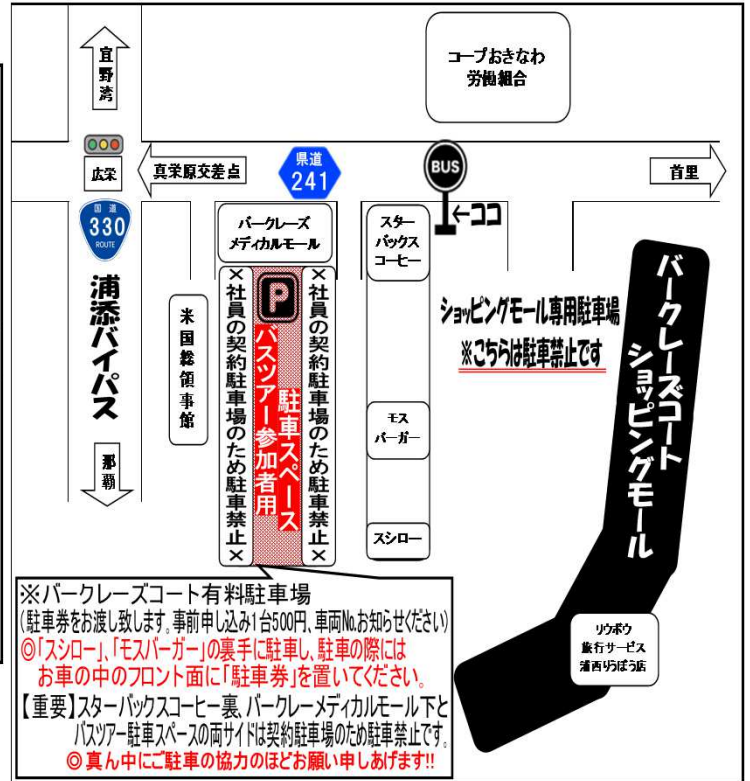 宜野湾
コープおきなわ
労働組合
広栄
真栄原交差点
県道
241
BUS
首里
国道
330
ROUTE
←ココ
バークレーズ
メディカルモール
スター
バックス
コーヒー
浦添バイパス
米国総領事館
×社員の契約駐車場のため駐車禁止×
P
バスツアー参加者用
駐車スペース
×社員の契約駐車場のため駐車禁止×
ショッピングモール専用駐車場
※こちらは駐車禁止です
バークレーズコート
ショッピングモール
モス
バーガー
那覇
スシロー
リウボウ
旅行サービス
浦西りうぼう店
※バークレーズコート有料駐車場
(駐車券をお渡し致します。事前申し込み1台500円、車両No.お知らせください)
◎「スシロー」、「モスバーガー」の裏手に駐車し、駐車の際には
お車の中のフロント面に「駐車券」を置いてください。
【重要】スターバックスコーヒー裏、バークレーメディカルモール下と
バスツアー駐車スペースの両サイドは契約駐車場のため駐車禁止です。
◎真ん中にご駐車の協力のほどお願い申しあげます!!